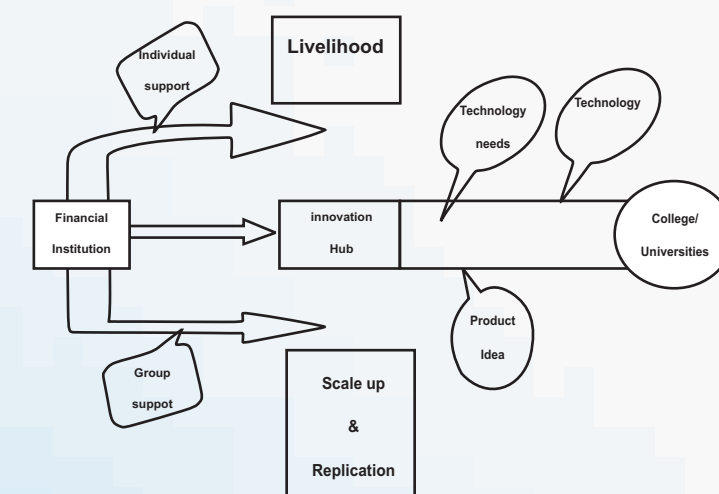 Livelihood
Individual
support
Technology
needs
Technology
Financial
Institution
innovation
Hub
College/
Universities
Product
Idea
Group
suppot
Scale up
&
Replication